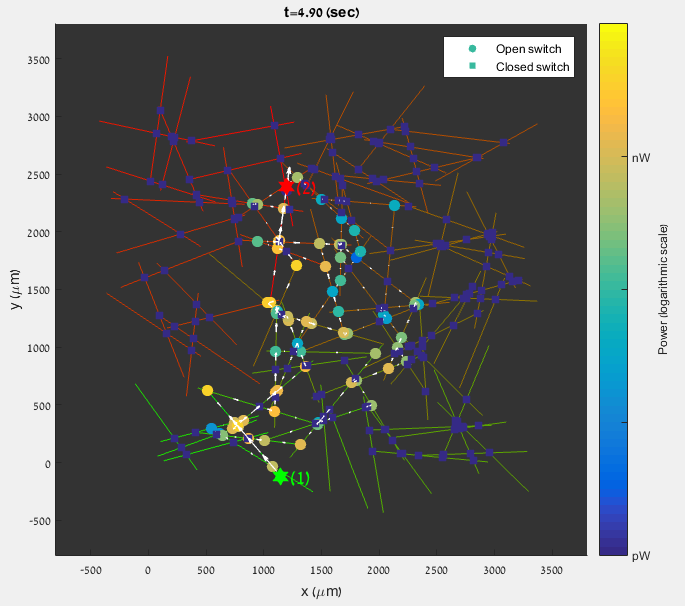 t=4.90 (sec)
Open switch
Closed switch
3500
3000
2500
2000
1500
1000
500
0
-500
y (μm)
(2)
(1)
-500 0 500 1000 1500 2000 2500 3000 3500
x (μm)
nW
pW
Power (logarithmic scale)